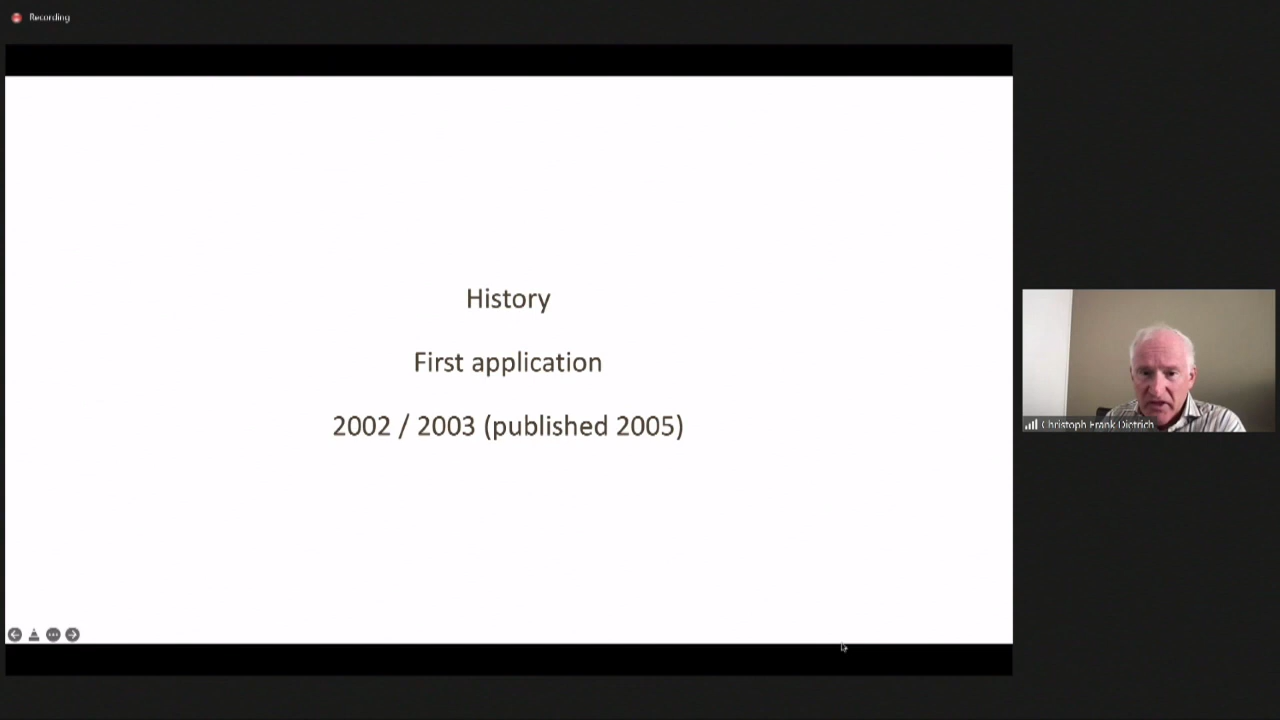 Recording
History
First application
2002 / 2003 (published 2005)
Christoph Frank Dietrich